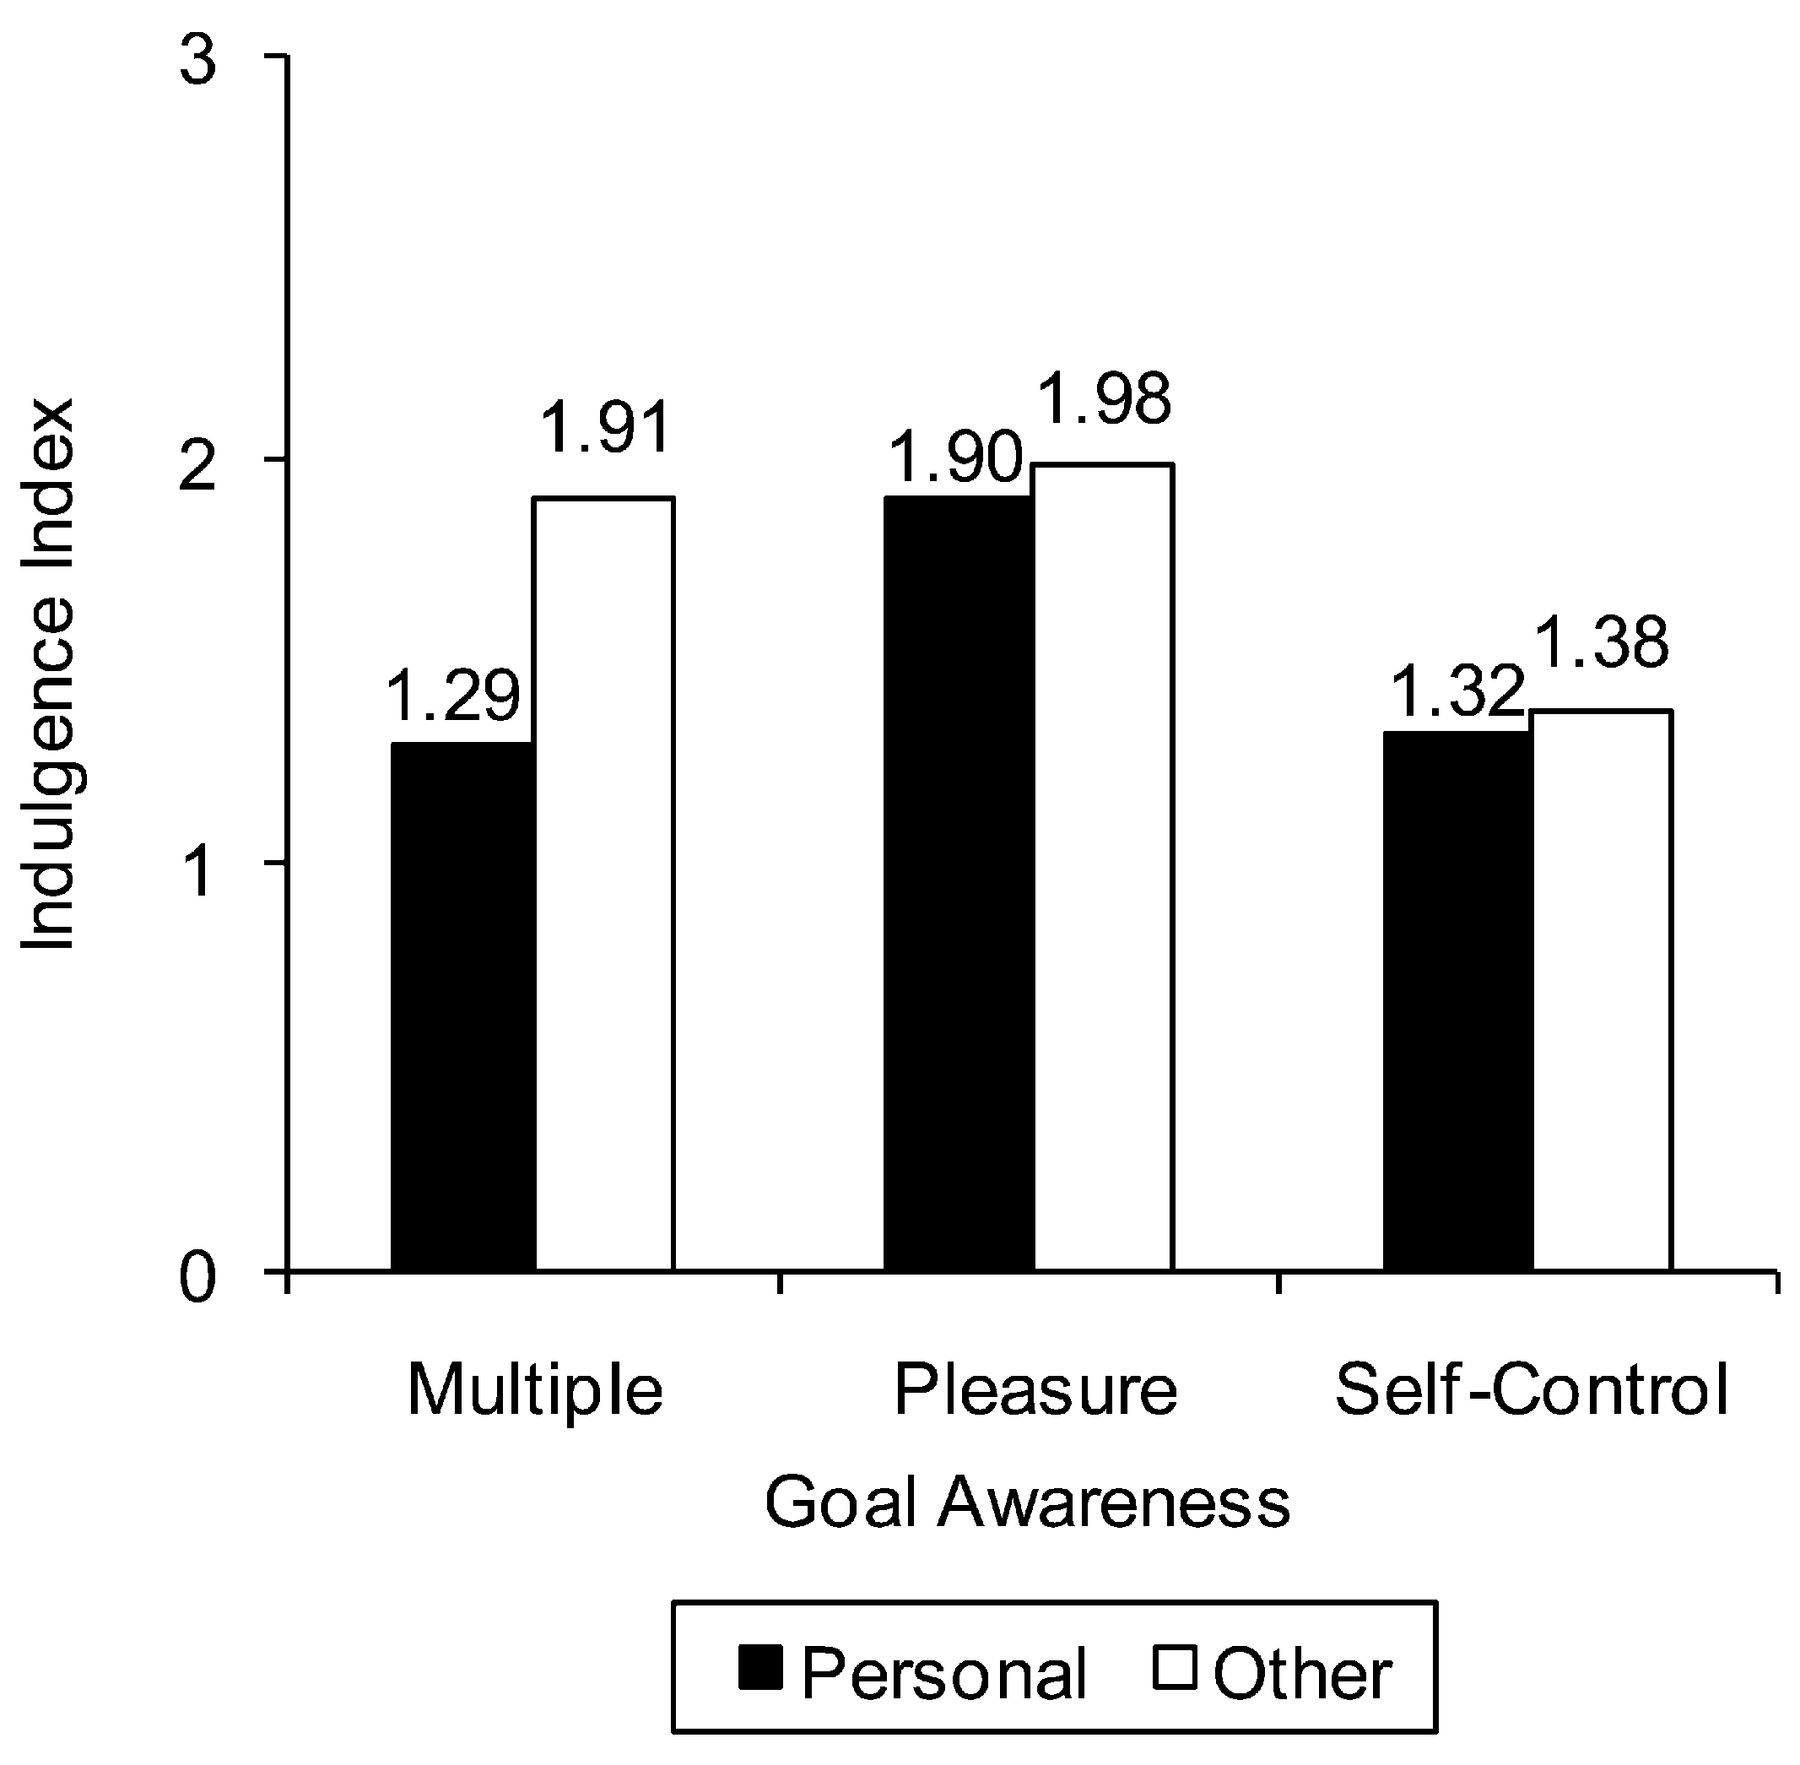 3
2
1
0
Indulgence Index
1.29
1.91
1.90
1.98
1.32
1.38
Multiple
Pleasure
Self-Control
Goal Awareness
Personal
Other